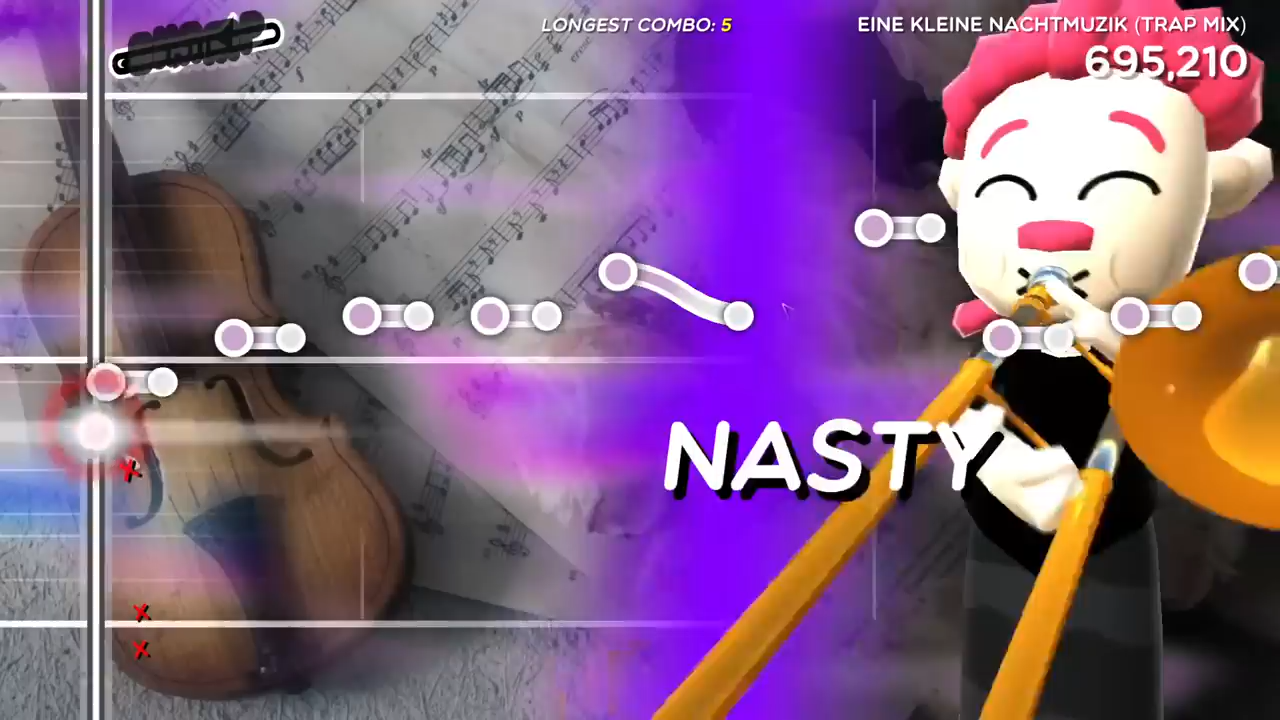 LONGEST COMBO: 5
EINE KLEINE NACHTMUZIK (TRAP MIX)
695,210
NASTY